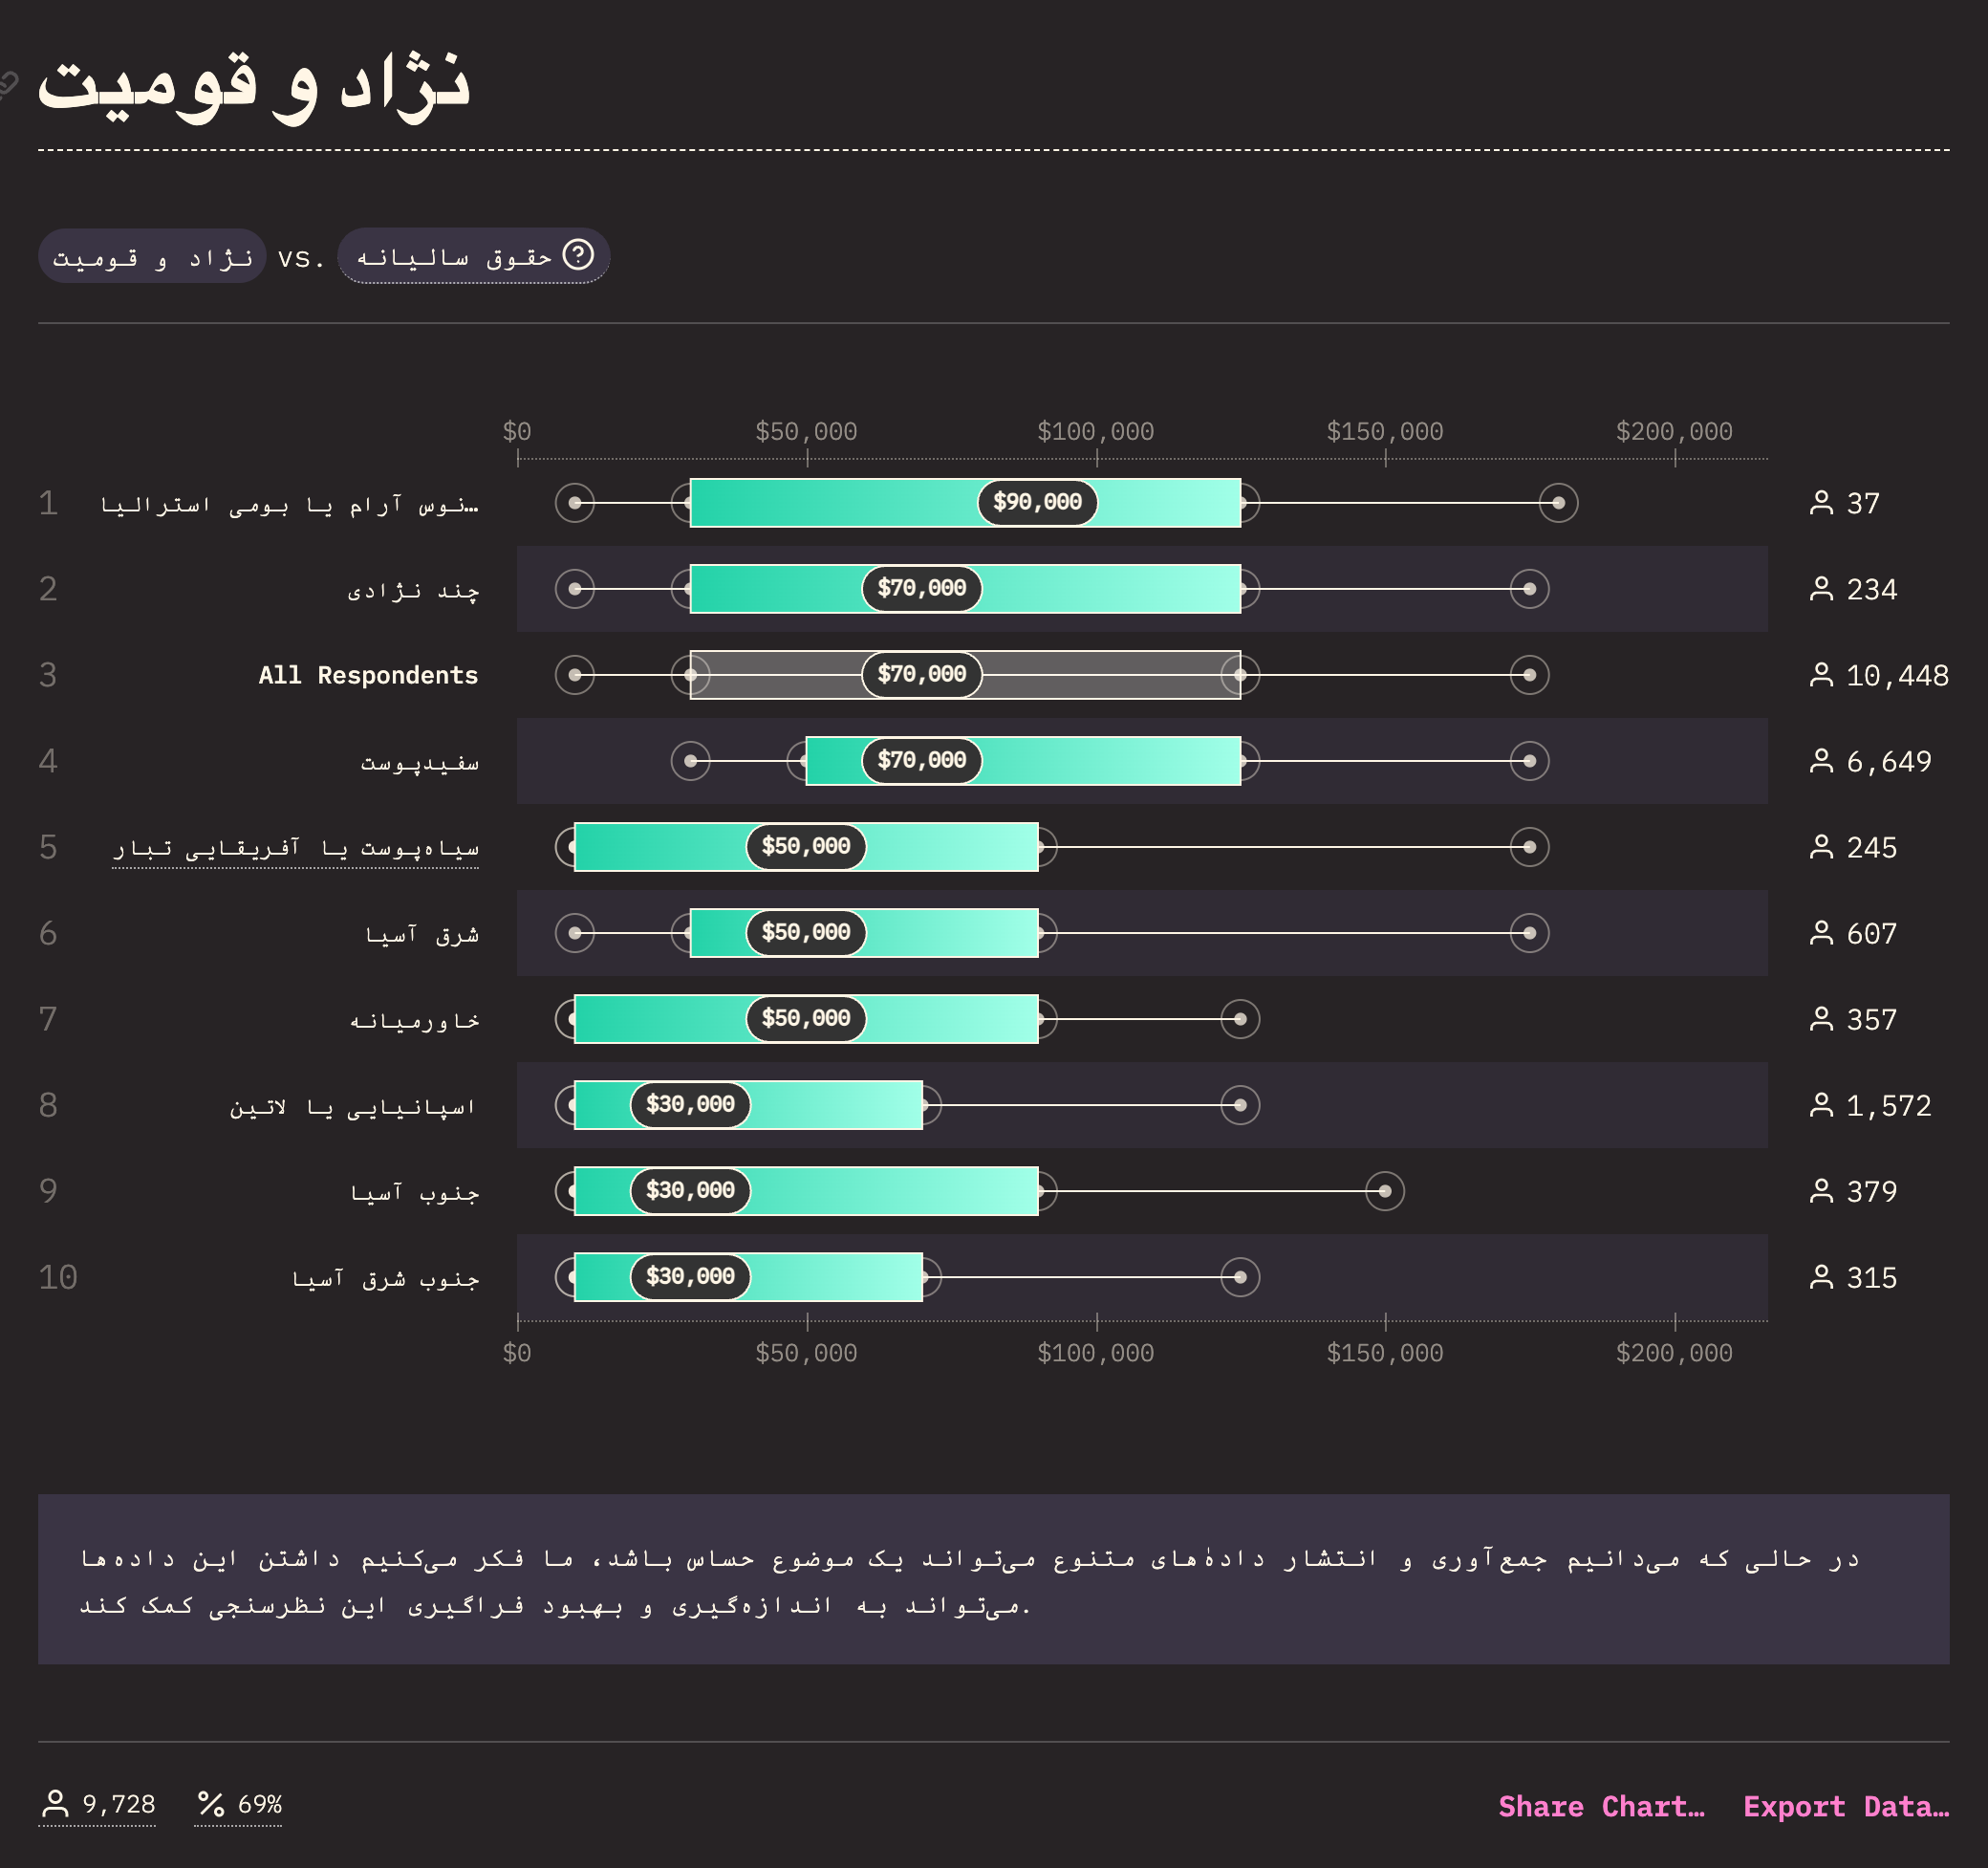 نژاد و قومیت
نژاد و قومیت vs. حقوق سالیانه
$0 $50,000 $100,000 $150,000 $200,000
1 …نوس آرام یا بومی استرالیا $90,000 37
2 چند نژادی $70,000 234
3 All Respondents $70,000 10,448
4 سفیدپوست $70,000 6,649
5 سیاه‌پوست یا آفریقایی تبار $50,000 245
6 شرق آسیا $50,000 607
7 خاورمیانه $50,000 357
8 اسپانیایی یا لاتین $30,000 1,572
9 جنوب آسیا $30,000 379
10 جنوب شرق آسیا $30,000 315
$0 $50,000 $100,000 $150,000 $200,000
در حالی که می‌دانیم جمع‌آوری و انتشار دادهٔ‌های متنوع می‌تواند یک موضوع حساس باشد، ما فکر می‌کنیم داشتن این داده‌ها
می‌تواند به اندازه‌گیری و بهبود فراگیری این نظرسنجی کمک کند.
9,728 69% Share Chart… Export Data…